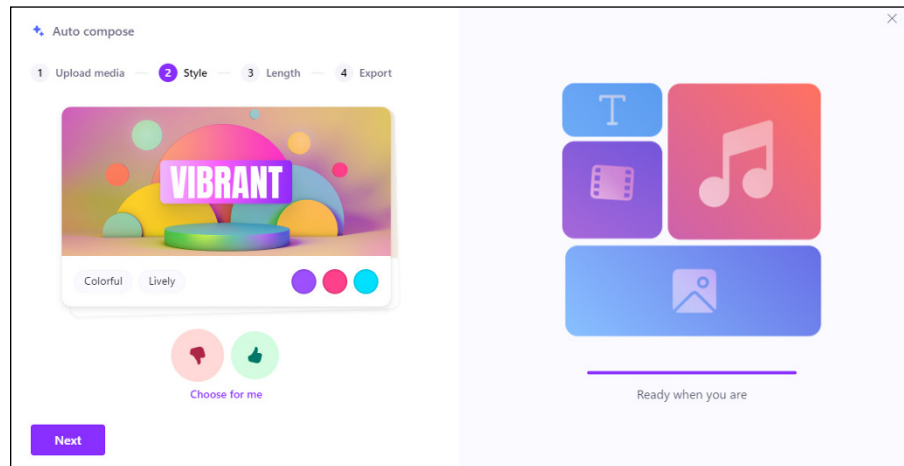 Auto compose
1 Upload media — 2 Style — 3 Length — 4 Export
VIBRANT
Colorful Lively
Choose for me
Next
T
Ready when you are